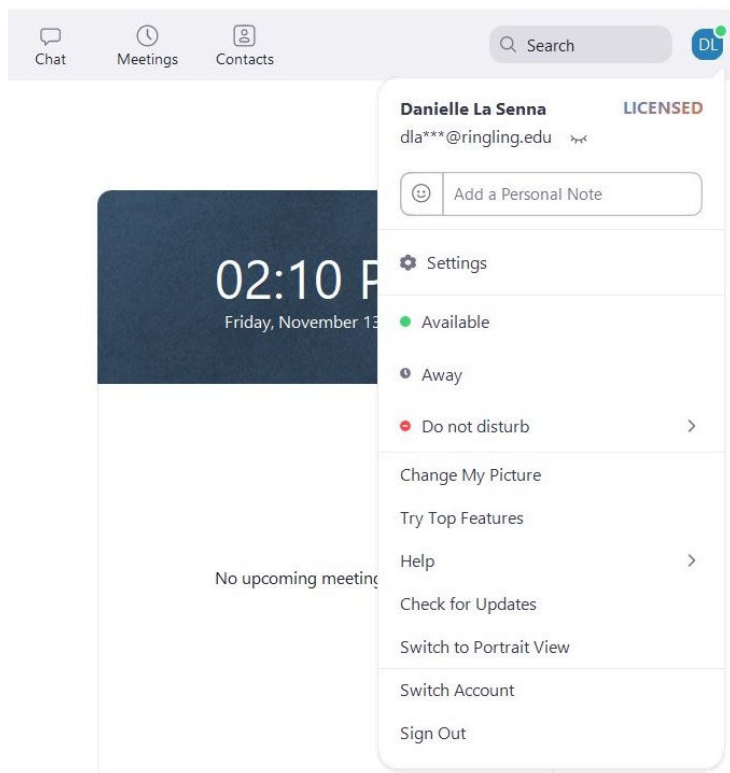 Chat Meetings Contacts Search DL
Danielle La Senna LICENSED
dla***@ringling.edu
Add a Personal Note
Settings
02:10 P
Friday, November 13
Available
Away
Do not disturb
Change My Picture
Try Top Features
Help
No upcoming meeting
Check for Updates
Switch to Portrait View
Switch Account
Sign Out